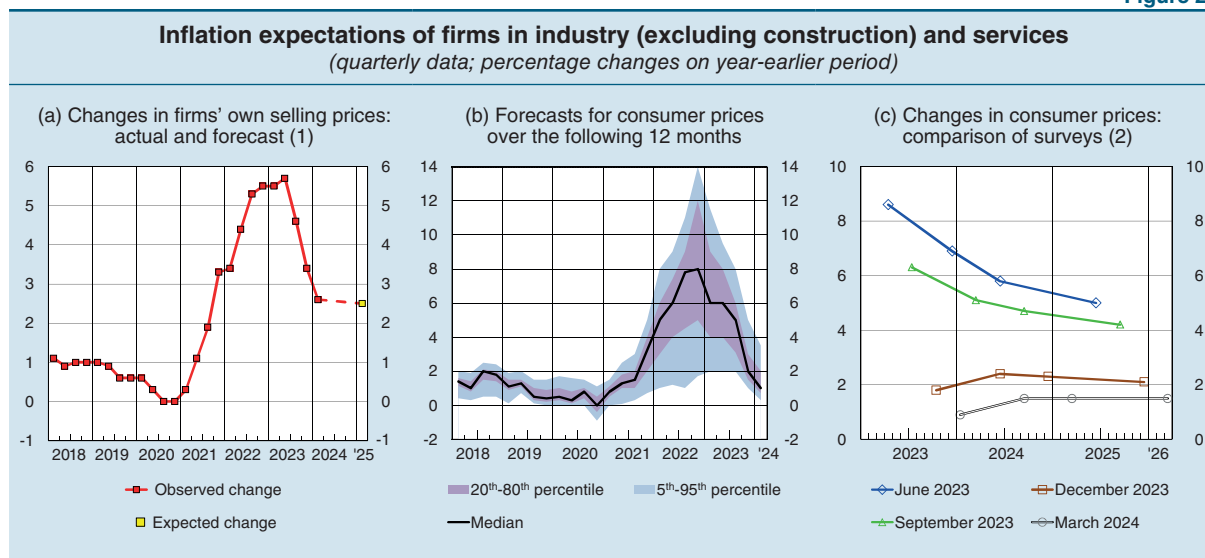 Figure 2
Inflation expectations of firms in industry (excluding construction) and services
(quarterly data; percentage changes on year-earlier period)
(a) Changes in firms' own selling prices:
actual and forecast (1)
6 6
5 5
4 4
3 3
2 2
1 1
0 0
-1 -1
2018 2019 2020 2021 2022 2023 2024 '25
Observed change
Expected change
(b) Forecasts for consumer prices
over the following 12 months
14 14
12 12
10 10
8 8
6 6
4 4
2 2
0 0
-2 -2
2018 2019 2020 2021 2022 2023 '24
20th-80th percentile 5th-95th percentile
Median
(c) Changes in consumer prices:
comparison of surveys (2)
10 10
8 8
6 6
4 4
2 2
0 0
2023 2024 2025 '26
June 2023 December 2023
September 2023 March 2024